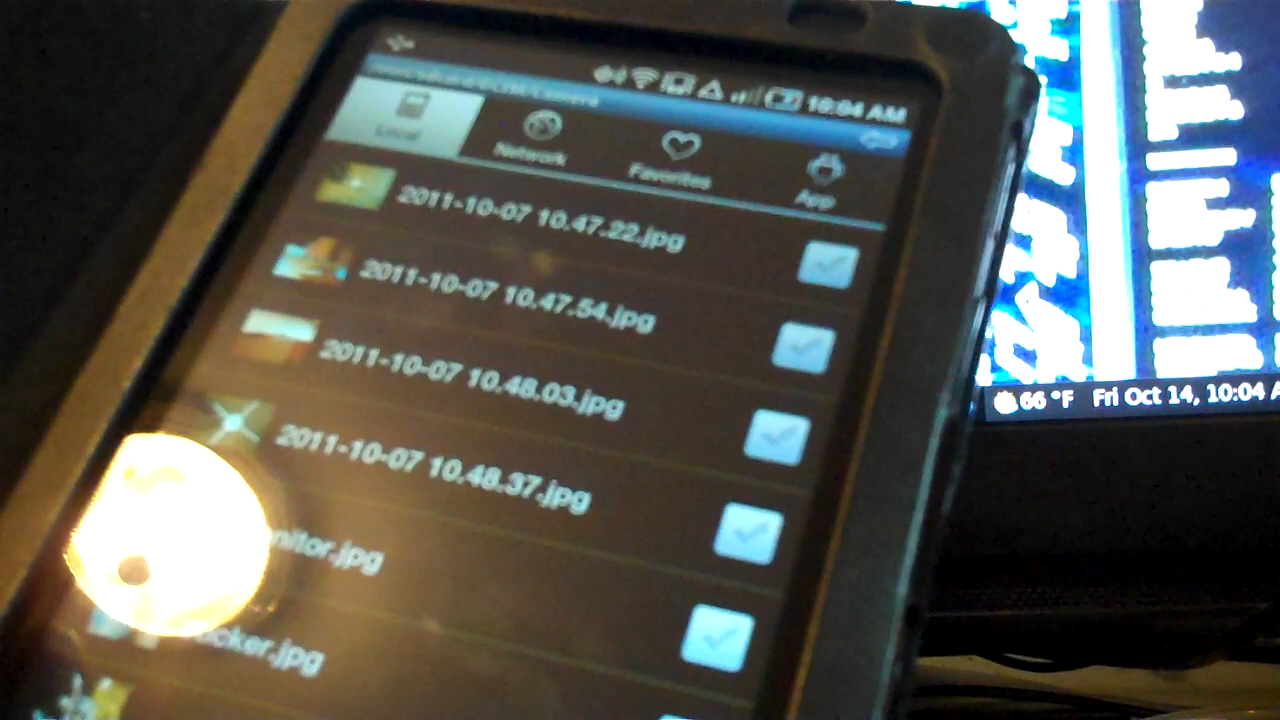 10:04 AM
Local
Network
Favorites
App
2011-10-07 10.47.22.jpg
2011-10-07 10.47.54.jpg
2011-10-07 10.48.03.jpg
2011-10-07 10.48.37.jpg
nitor.jpg
cker.jpg
66 °F Fri Oct 14, 10:04 A